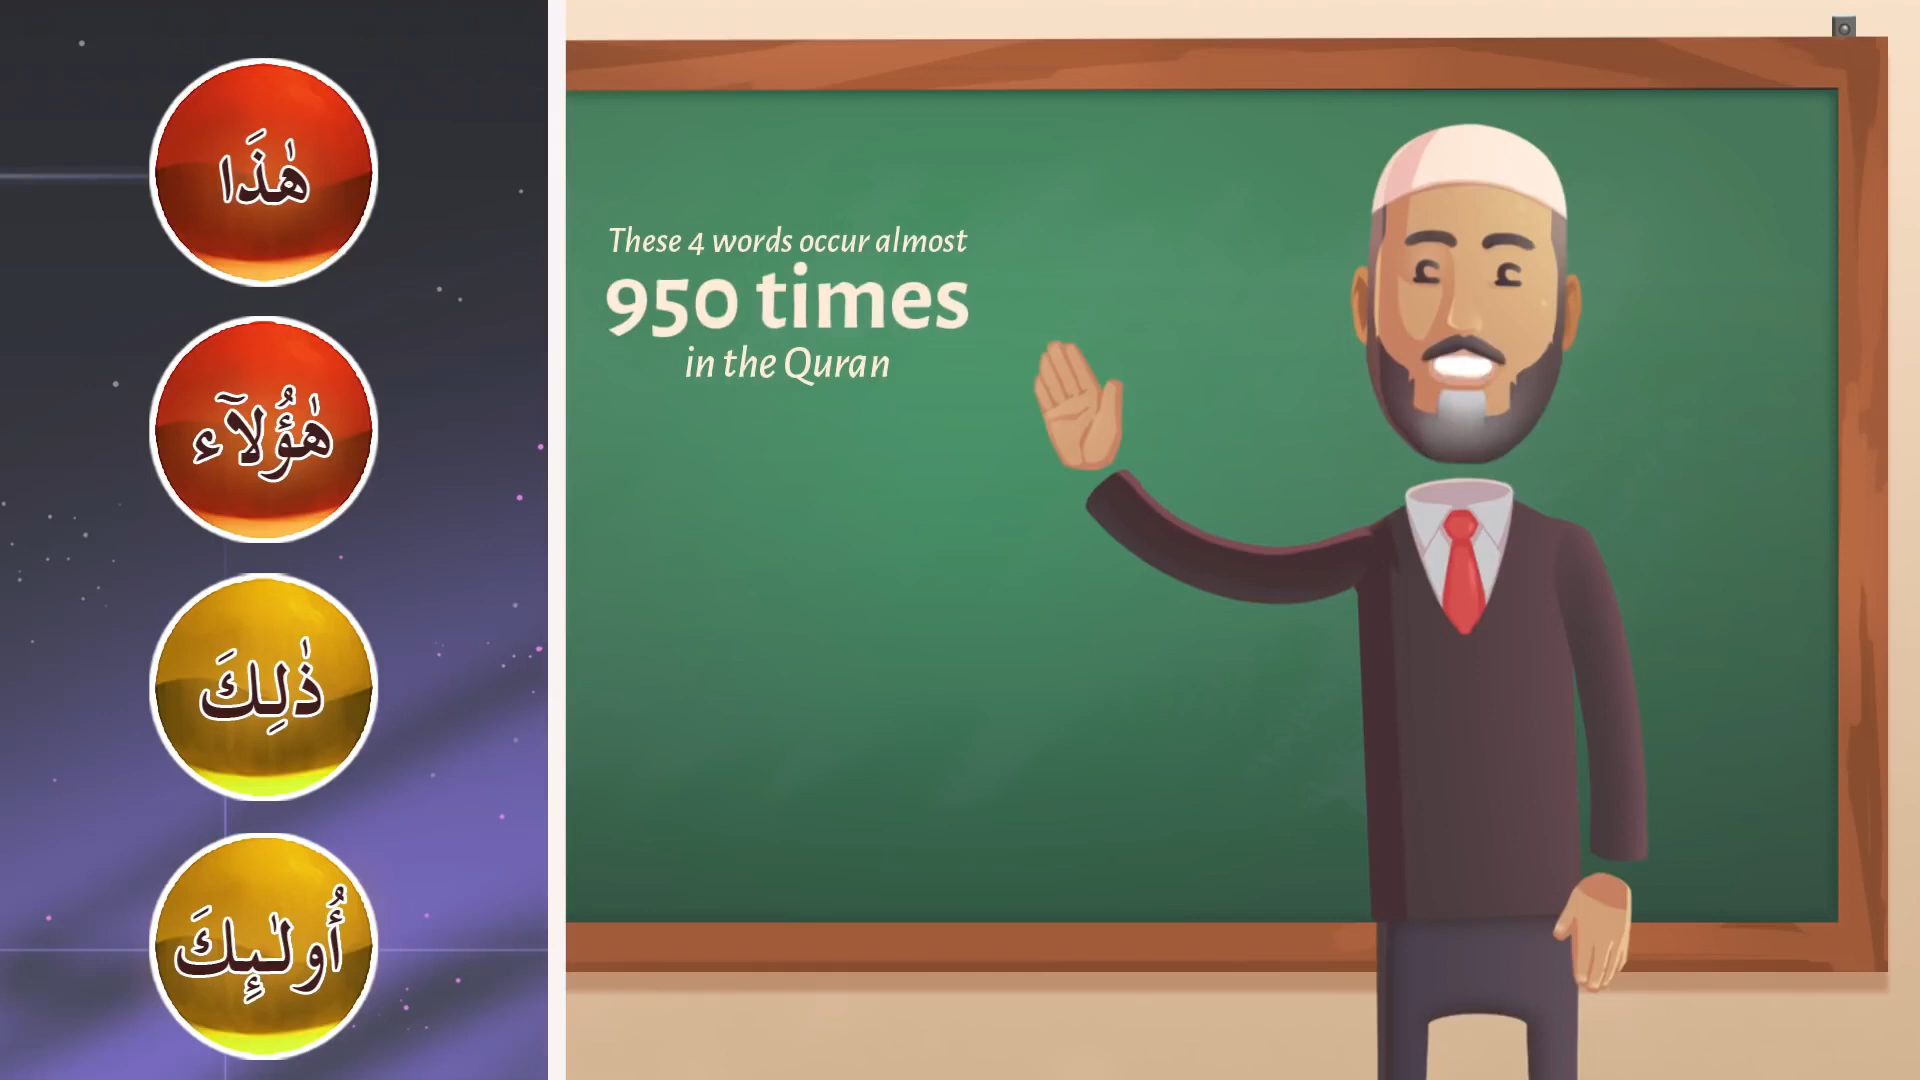 هٰذَا
هٰؤُلَآء
ذٰلِكَ
أُولٰئِكَ
These 4 words occur almost
950 times
in the Quran